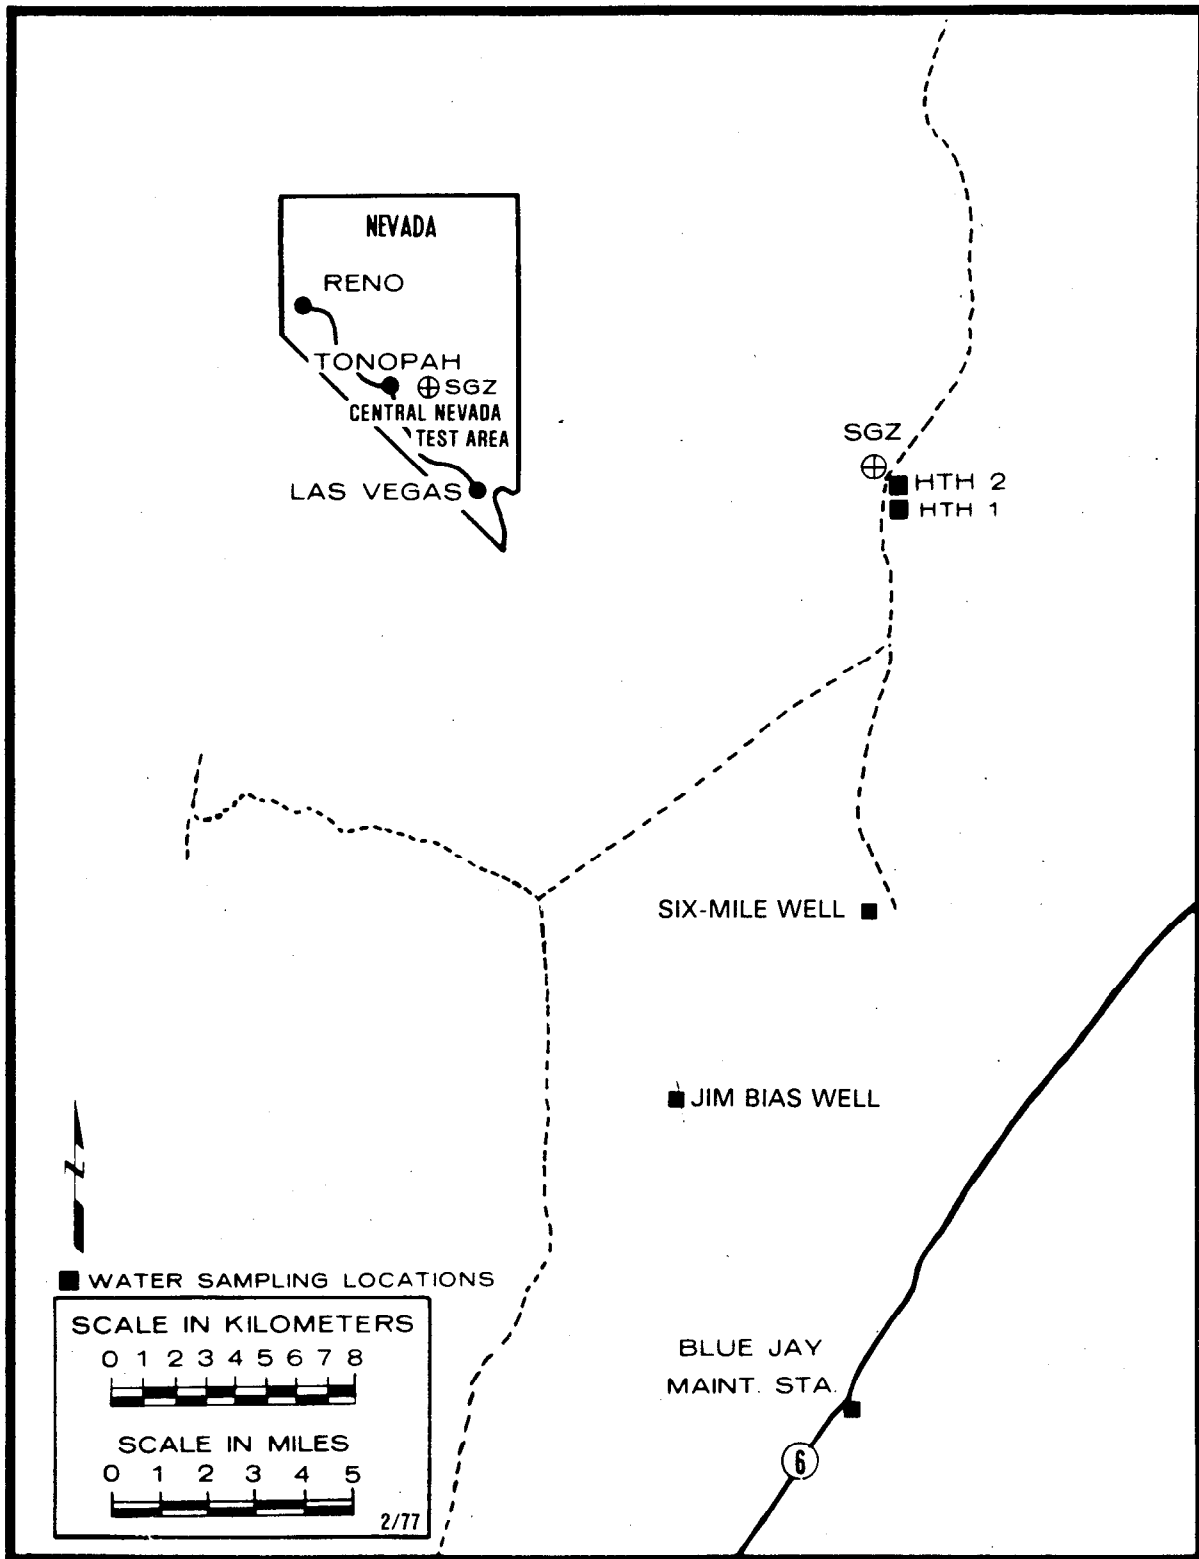 NEVADA
RENO
TONOPAH
SGZ
CENTRAL NEVADA
TEST AREA
LAS VEGAS
SGZ
HTH 2
HTH 1
SIX-MILE WELL
JIM BIAS WELL
N
WATER SAMPLING LOCATIONS
SCALE IN KILOMETERS
0 1 2 3 4 5 6 7 8
SCALE IN MILES
0 1 2 3 4 5
2/77
BLUE JAY
MAINT. STA.
6